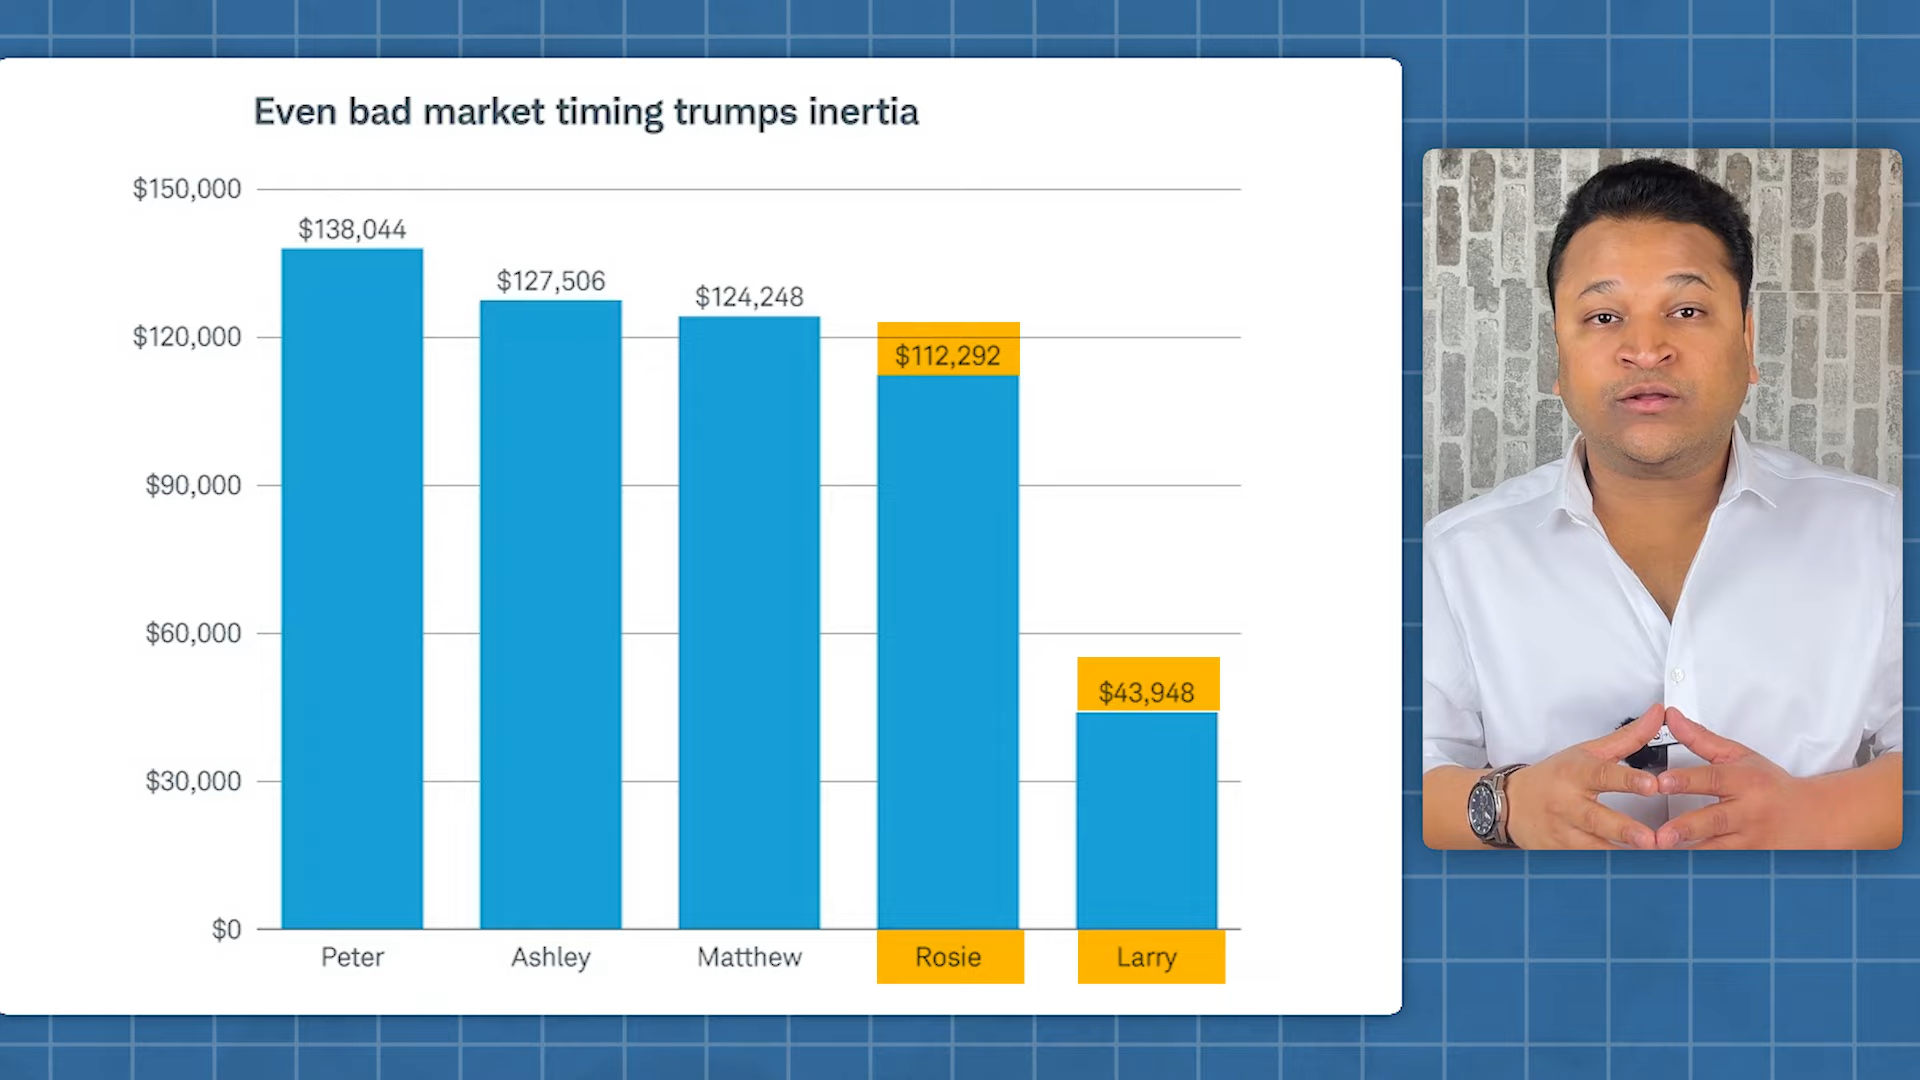 Even bad market timing trumps inertia
$150,000
$138,044
$127,506
$124,248
$120,000
$112,292
$90,000
$60,000
$43,948
$30,000
$0
Peter
Ashley
Matthew
Rosie
Larry